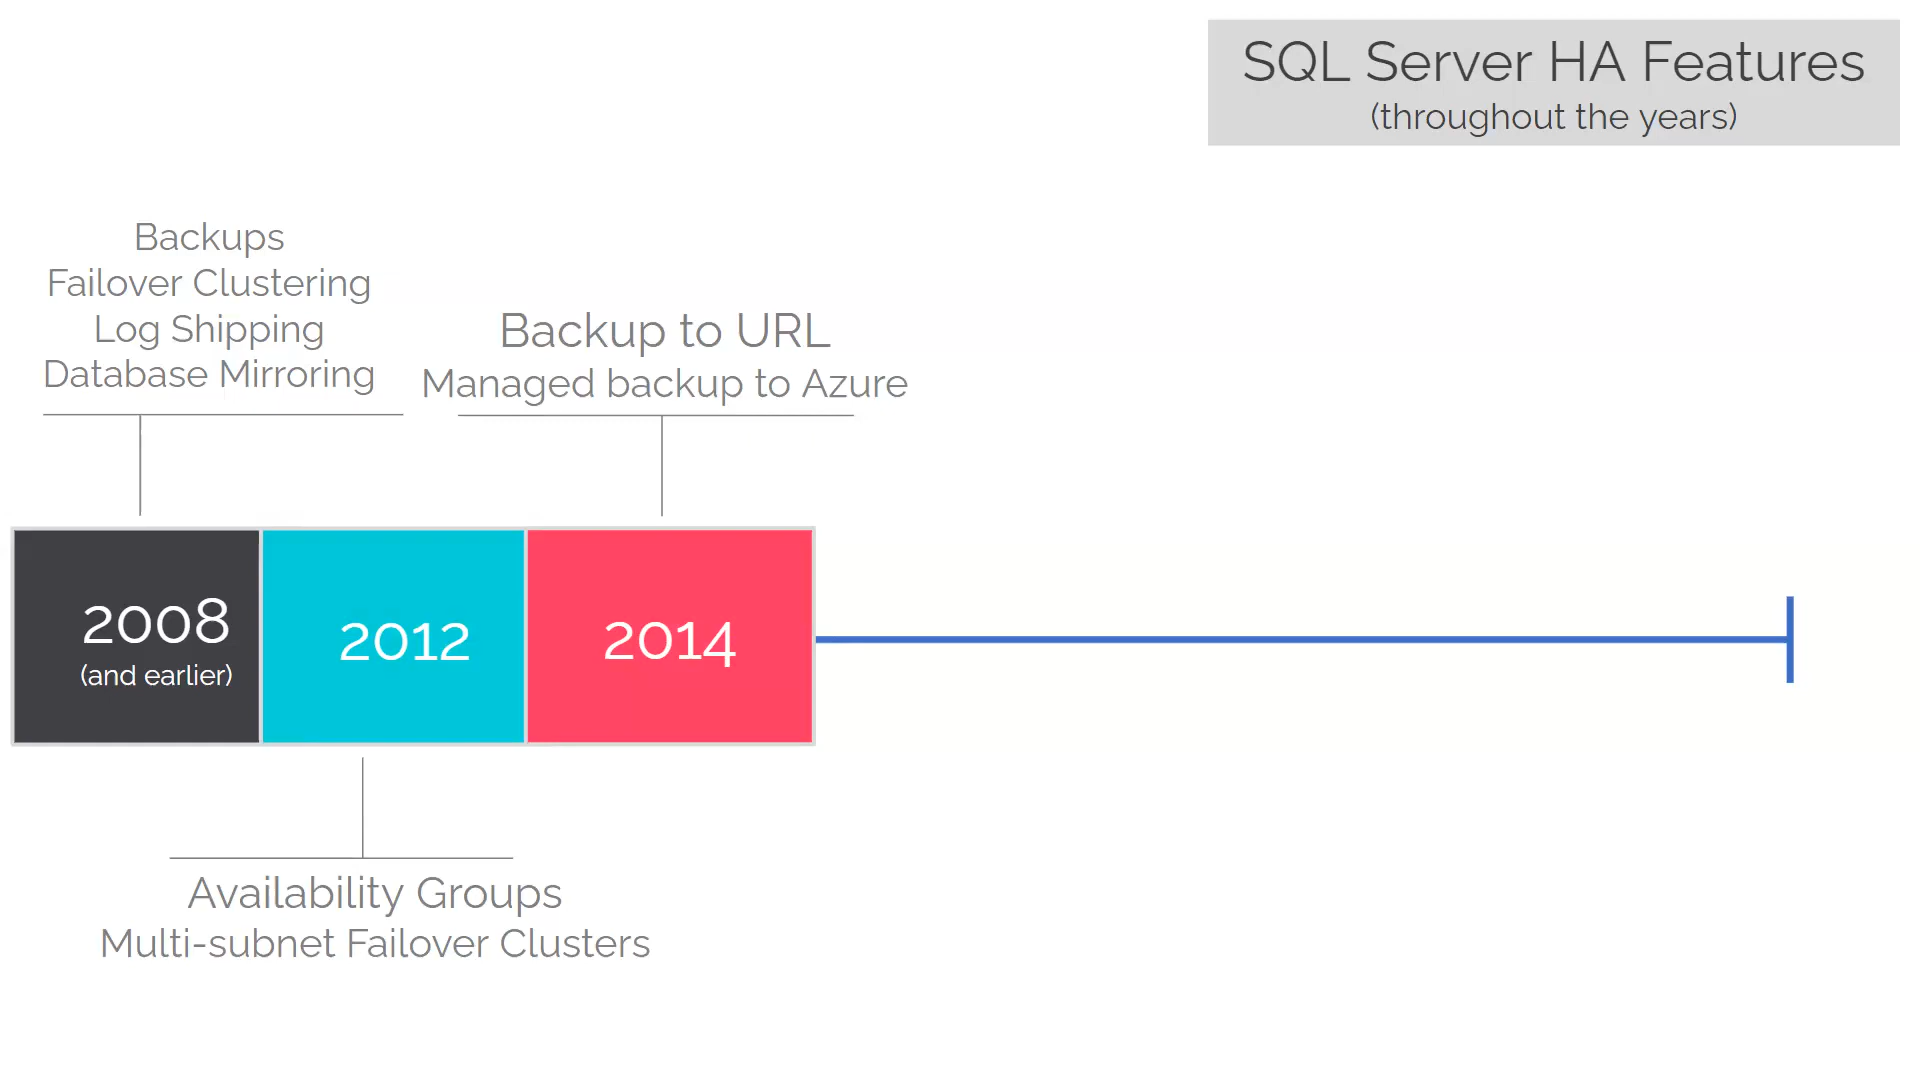 SQL Server HA Features
(throughout the years)
Backups
Failover Clustering
Log Shipping
Database Mirroring
Backup to URL
Managed backup to Azure
2008
(and earlier)
2012
2014
Availability Groups
Multi-subnet Failover Clusters